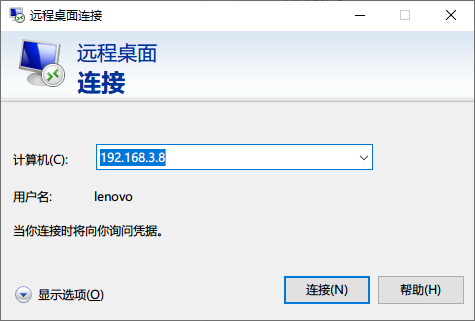 远程桌面连接
远程桌面
连接
计算机(C):
192.168.3.8
用户名:
lenovo
当你连接时将向你询问凭据。
显示选项(O)
连接(N)
帮助(H)